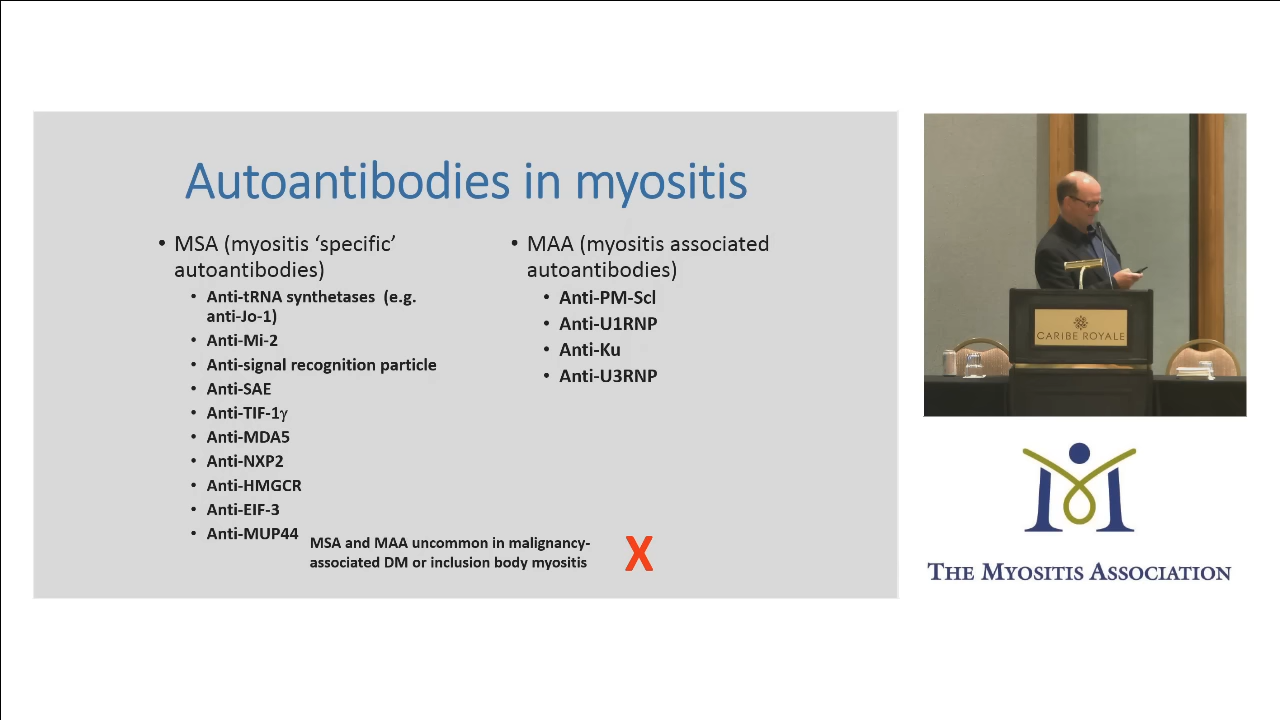 Autoantibodies in myositis
• MSA (myositis ‘specific’
autoantibodies)
• Anti-tRNA synthetases (e.g.
anti-Jo-1)
• Anti-Mi-2
• Anti-signal recognition particle
• Anti-SAE
• Anti-TIF-1γ
• Anti-MDA5
• Anti-NXP2
• Anti-HMGCR
• Anti-EIF-3
• Anti-MUP44
• MAA (myositis associated
autoantibodies)
• Anti-PM-Scl
• Anti-U1RNP
• Anti-Ku
• Anti-U3RNP
MSA and MAA uncommon in malignancy-
associated DM or inclusion body myositis
X
CARIBE ROYALE
THE MYOSITIS ASSOCIATION